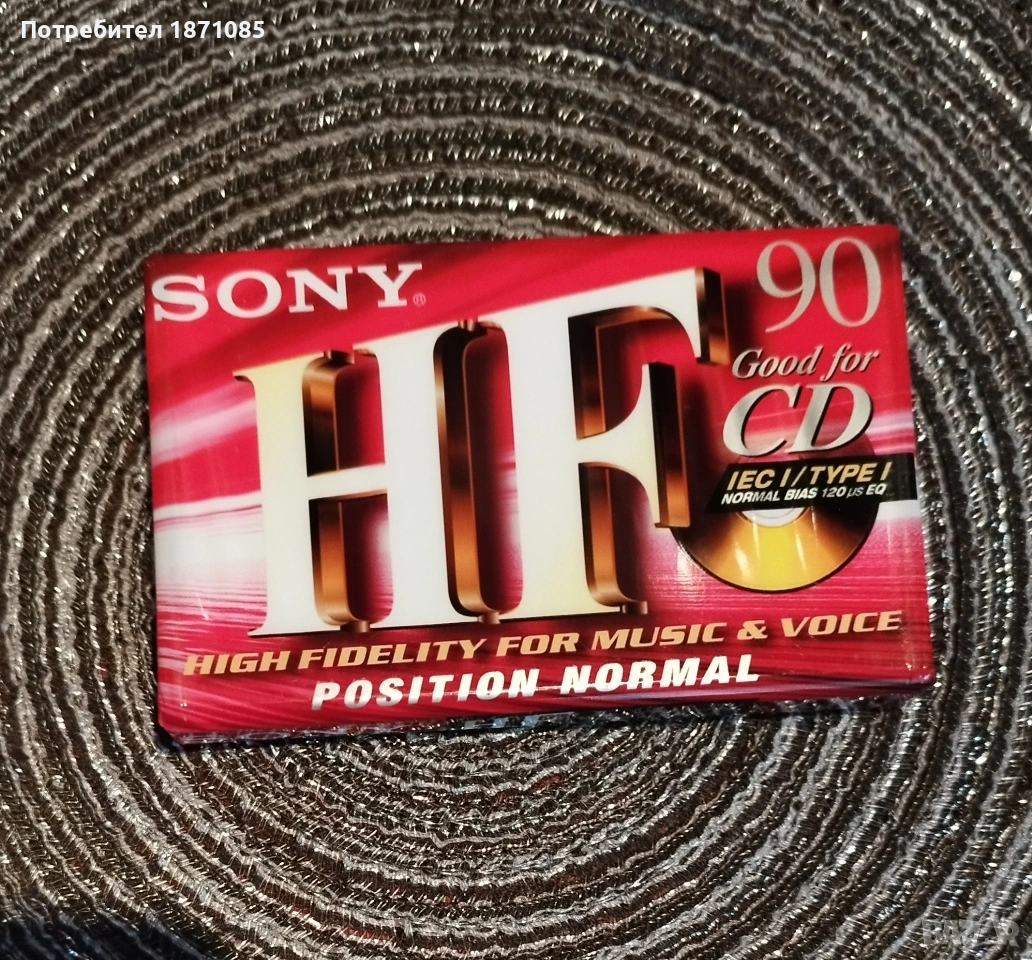 Потребител 1871085
SONY®
90
HF
Good for
CD
IEC I / TYPE I
NORMAL BIAS 120 µs EQ
HIGH FIDELITY FOR MUSIC & VOICE
POSITION NORMAL